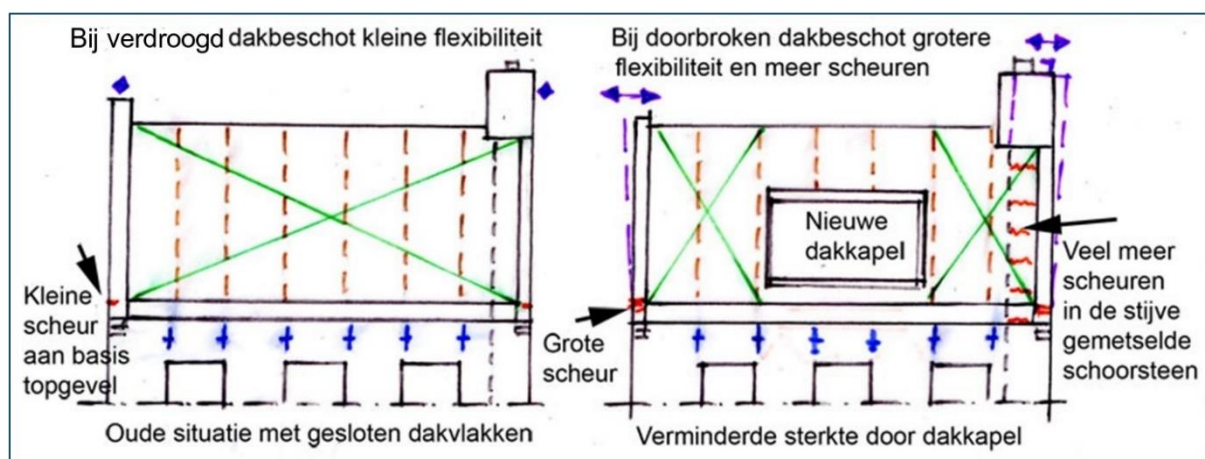 Bij verdroogd dakbeschot kleine flexibiliteit
Kleine
scheur
aan basis
topgevel
Oude situatie met gesloten dakvlakken
Bij doorbroken dakbeschot grotere
flexibiliteit en meer scheuren
Nieuwe
dakkapel
Grote
scheur
Veel meer
scheuren
in de stijve
gemetselde
schoorsteen
Verminderde sterkte door dakkapel